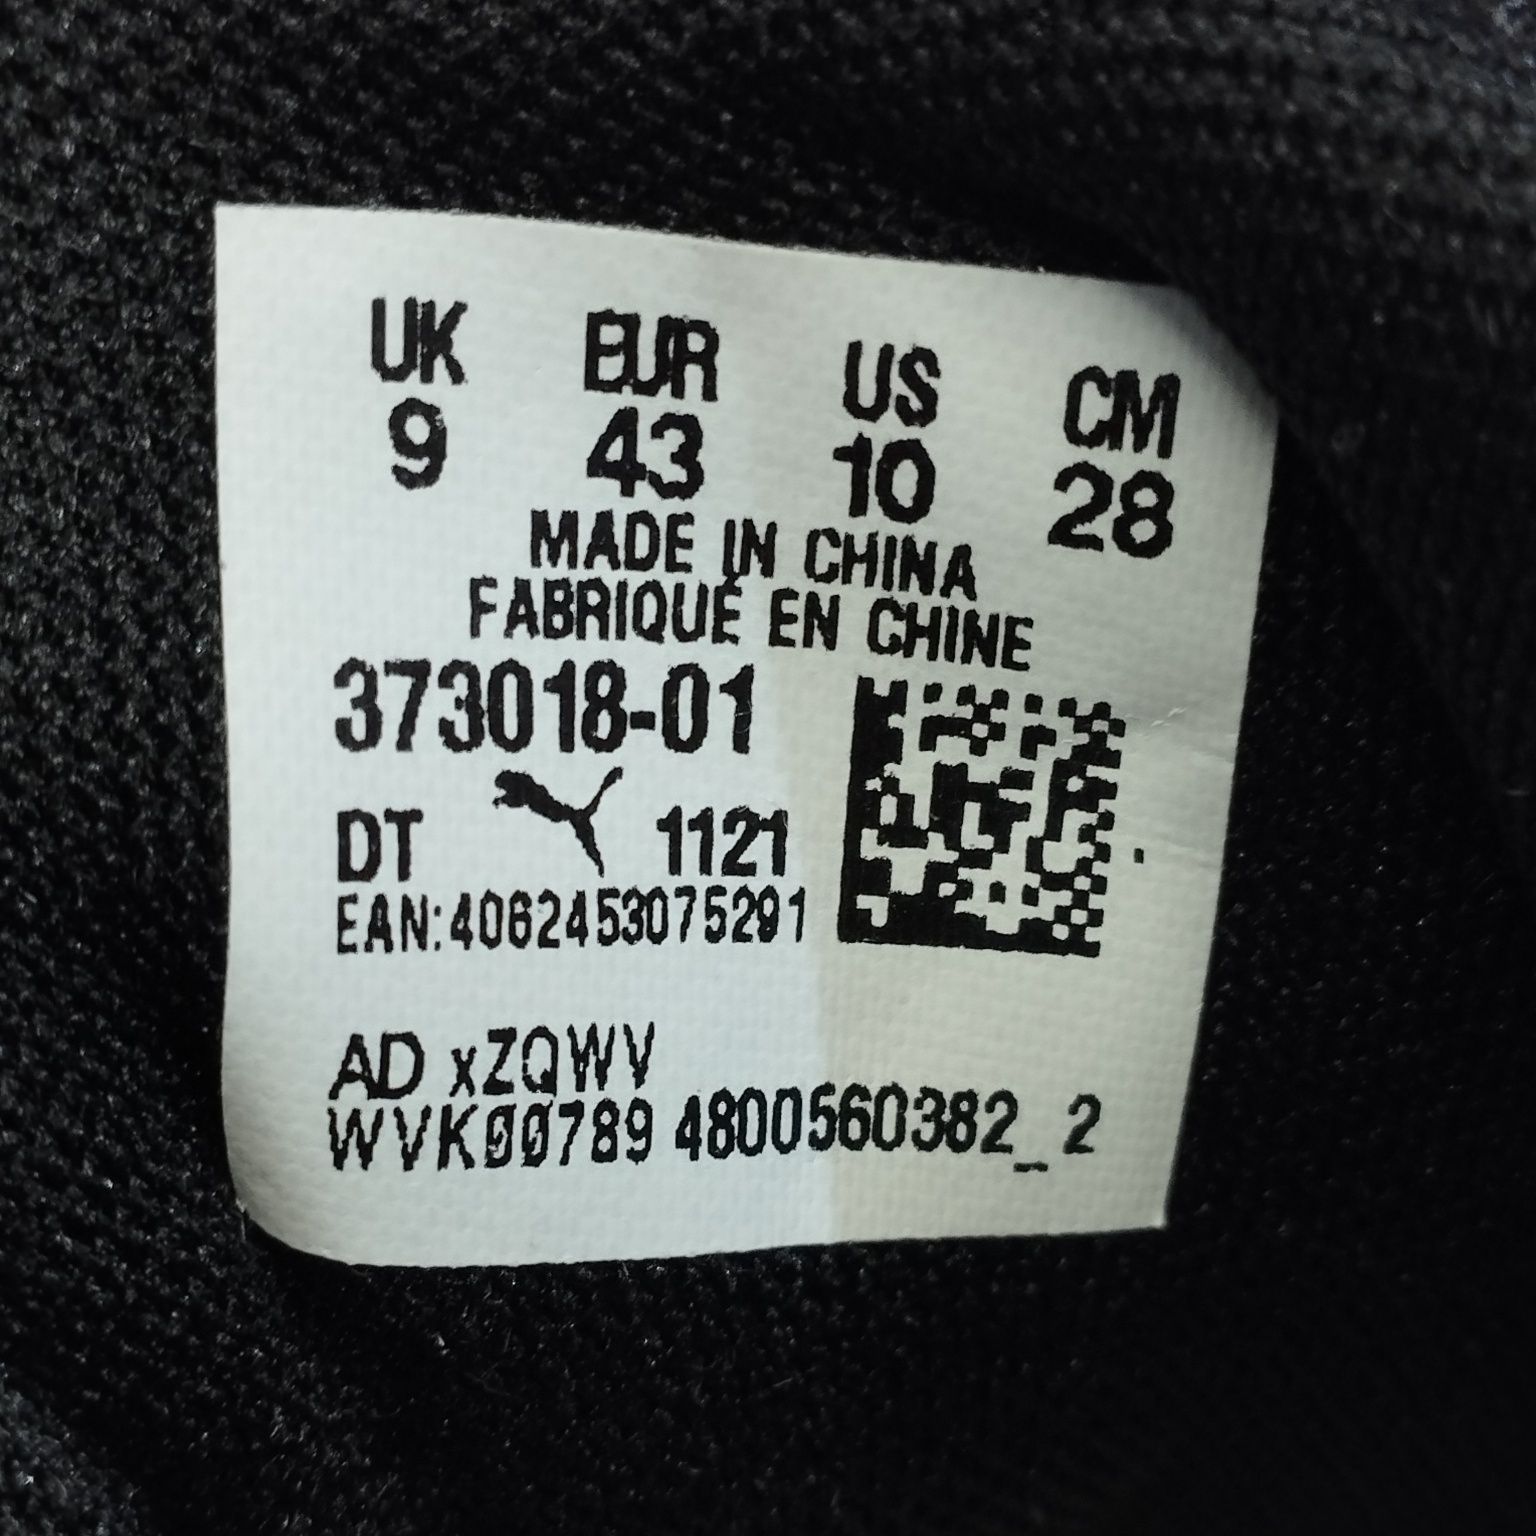 UK EUR US CM
9 43 10 28
MADE IN CHINA
FABRIQUÉ EN CHINE
373018-01
DT 1121
EAN:4062453075291
AD xZQWV
WVK00789 4800560382_2